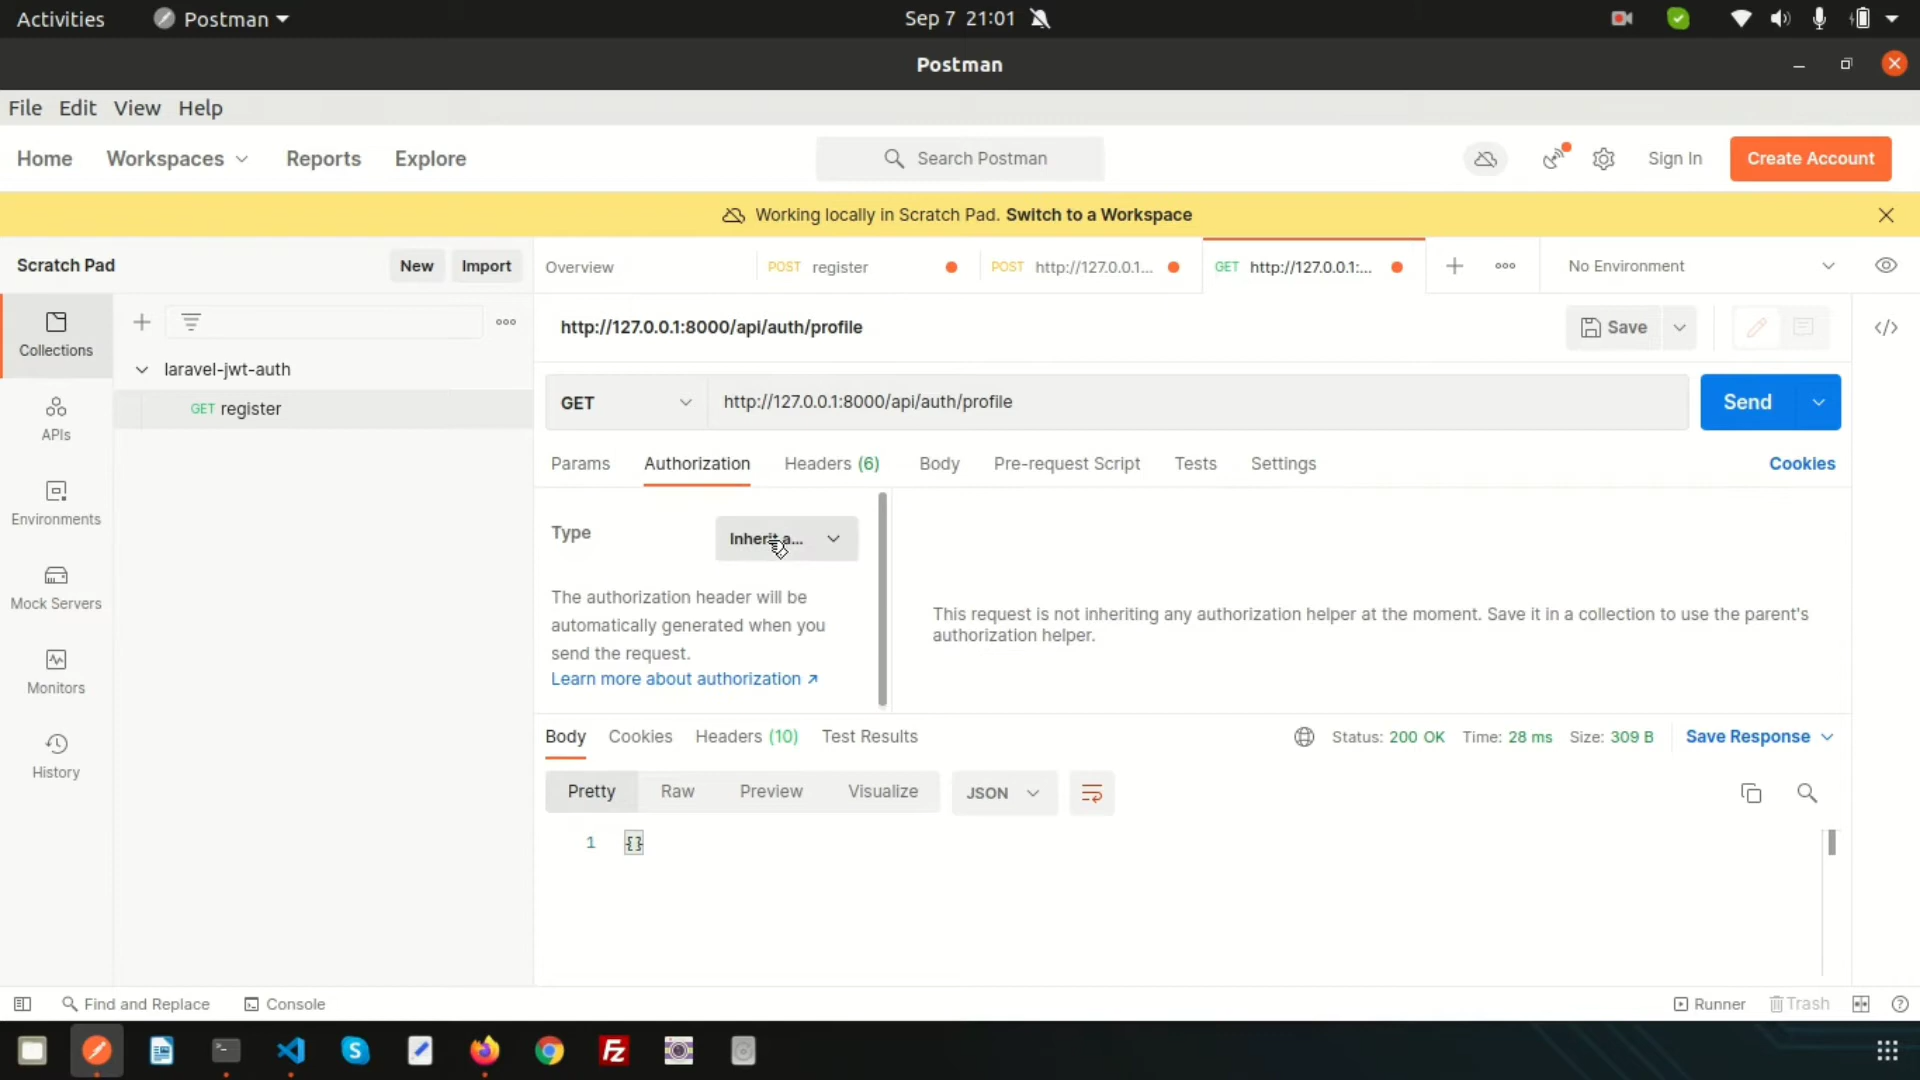 Activities
Postman
Sep 7 21:01
Postman
File Edit View Help
Home
Workspaces
Reports
Explore
Search Postman
Sign In
Create Account
Working locally in Scratch Pad. Switch to a Workspace
Scratch Pad
New
Import
Overview
POST register
POST http://127.0.0.1...
GET http://127.0.0.1:...
No Environment
Collections
laravel-jwt-auth
GET register
APIs
Environments
Mock Servers
Monitors
History
http://127.0.0.1:8000/api/auth/profile
Save
GET
http://127.0.0.1:8000/api/auth/profile
Send
Params
Authorization
Headers (6)
Body
Pre-request Script
Tests
Settings
Cookies
Type
Inherit a...
The authorization header will be
automatically generated when you
send the request.
Learn more about authorization ↗
This request is not inheriting any authorization helper at the moment. Save it in a collection to use the parent's
authorization helper.
Body
Cookies
Headers (10)
Test Results
Status: 200 OK
Time: 28 ms
Size: 309 B
Save Response
Pretty
Raw
Preview
Visualize
JSON
1 {}
Find and Replace
Console
Runner
Trash